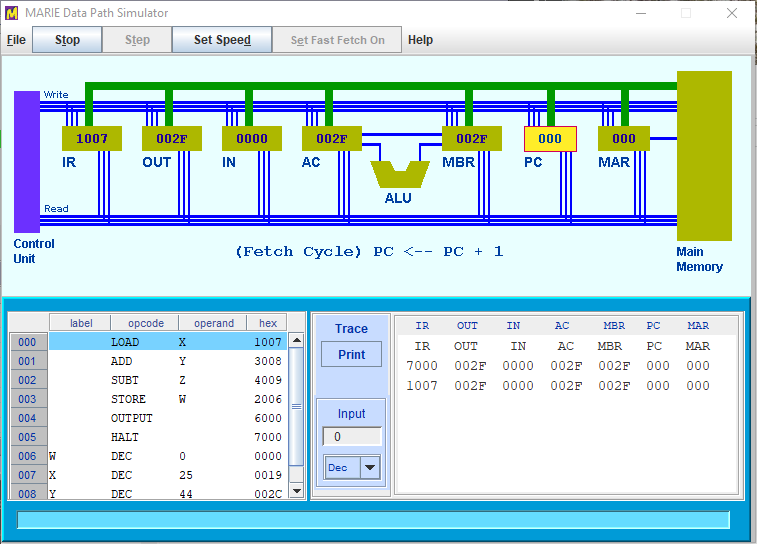 MARIE Data Path Simulator
File Stop Step Set Speed Set Fast Fetch On Help
Write
1007 002F 0000 002F 002F 000 000
IR OUT IN AC MBR PC MAR
ALU
Read
Control
Unit
(Fetch Cycle) PC <-- PC + 1
Main
Memory
label opcode operand hex
000 LOAD X 1007
001 ADD Y 3008
002 SUBT Z 4009
003 STORE W 2006
004 OUTPUT 6000
005 HALT 7000
006 W DEC 0 0000
007 X DEC 25 0019
008 Y DEC 44 002C
Trace
Print
Input
0
Dec
IR OUT IN AC MBR PC MAR
IR OUT IN AC MBR PC MAR
7000 002F 0000 002F 002F 000 000
1007 002F 0000 002F 002F 000 000